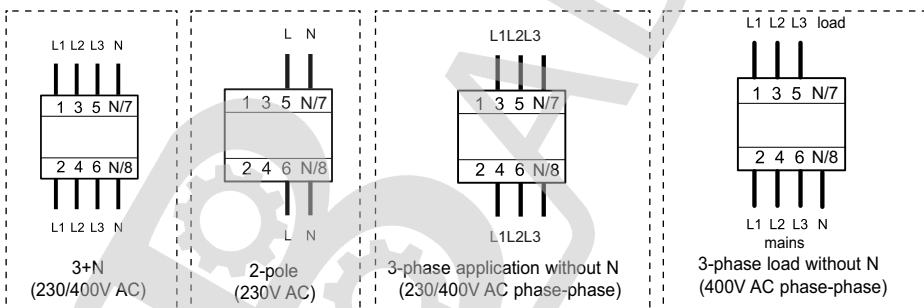 L1 L2 L3 N
1 3 5 N/7
2 4 6 N/8
L1 L2 L3 N
3+N
(230/400V AC)
L N
1 3 5 N/7
2 4 6 N/8
L N
2-pole
(230V AC)
L1L2L3
1 3 5 N/7
2 4 6 N/8
L1L2L3
3-phase application without N
(230/400V AC phase-phase)
L1 L2 L3 load
1 3 5 N/7
2 4 6 N/8
L1 L2 L3 N
mains
3-phase load without N
(400V AC phase-phase)